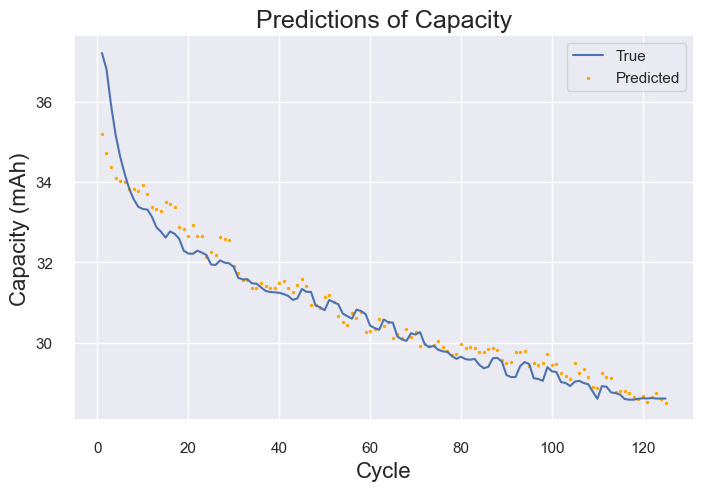 Predictions of Capacity
True
Predicted
Capacity (mAh)
36
34
32
30
0 20 40 60 80 100 120
Cycle